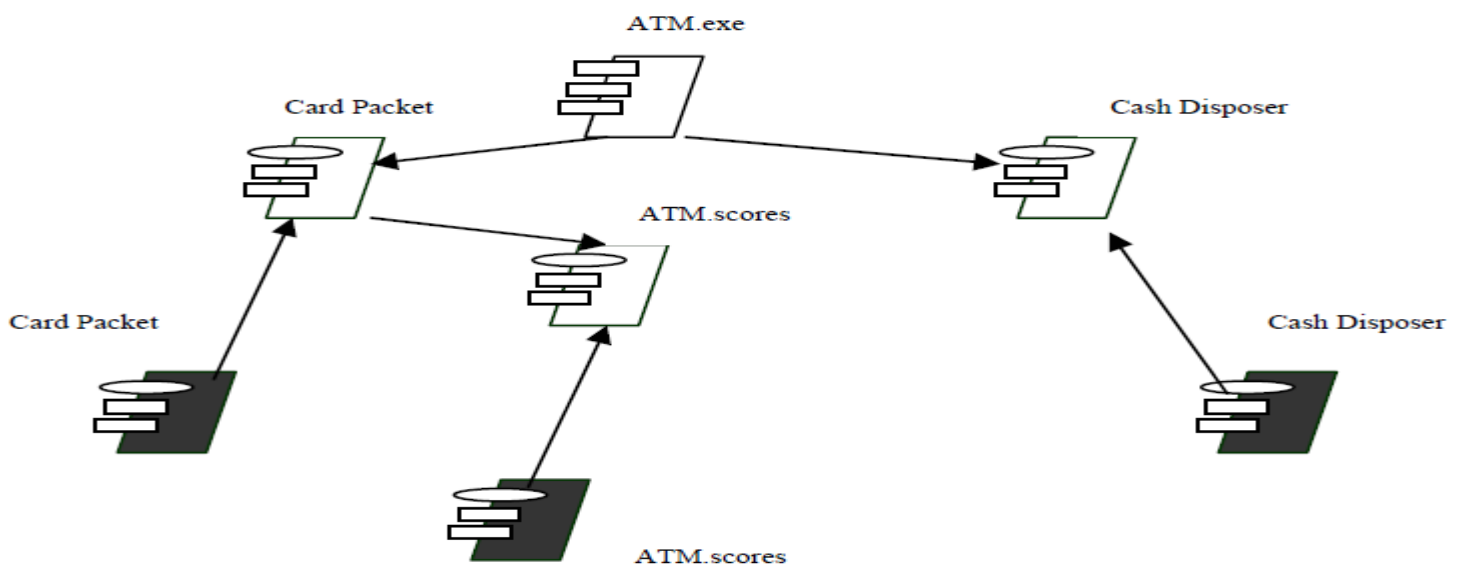 ATM.exe
Card Packet
Cash Disposer
ATM.scores
Card Packet
Cash Disposer
ATM.scores